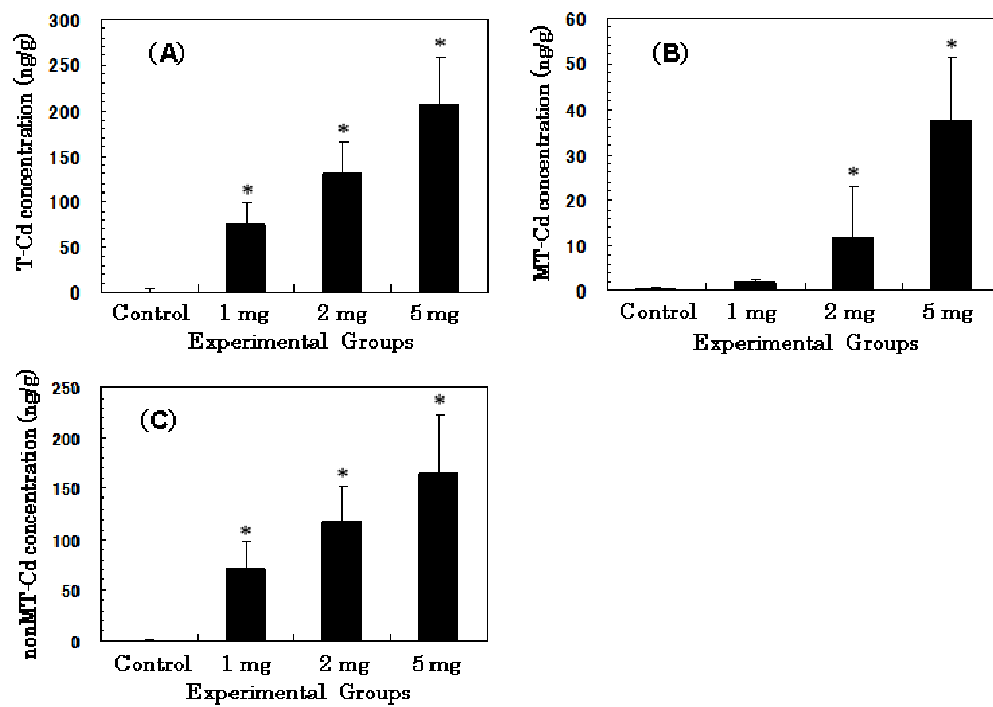 (A)
T-Cd concentration (ng/g)
300
250
200
150
100
50
0
*
*
*
Control 1 mg 2 mg 5 mg
Experimental Groups
(B)
MT-Cd concentration (ng/g)
60
50
40
30
20
10
0
*
*
Control 1 mg 2 mg 5 mg
Experimental Groups
(C)
nonMT-Cd concentration (ng/g)
250
200
150
100
50
0
*
*
*
Control 1 mg 2 mg 5 mg
Experimental Groups